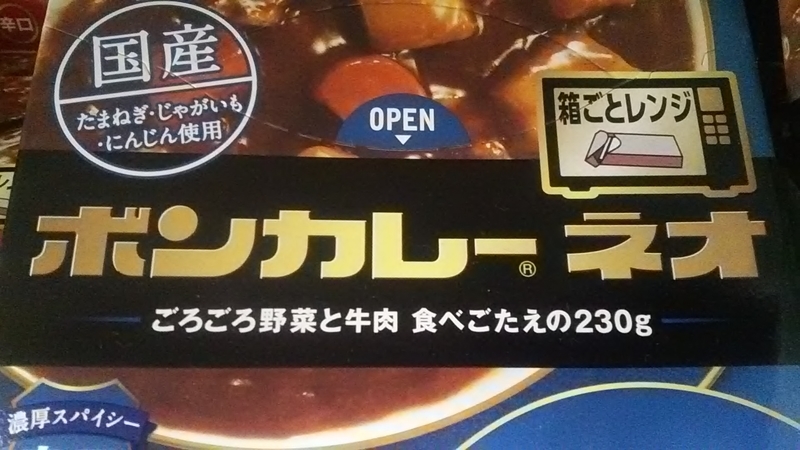 辛口
国産
たまねぎ・じゃがいも
・にんじん使用
OPEN
箱ごとレンジ
ボンカレー® ネオ
ごろごろ野菜と牛肉 食べごたえの230g
濃厚スパイシー